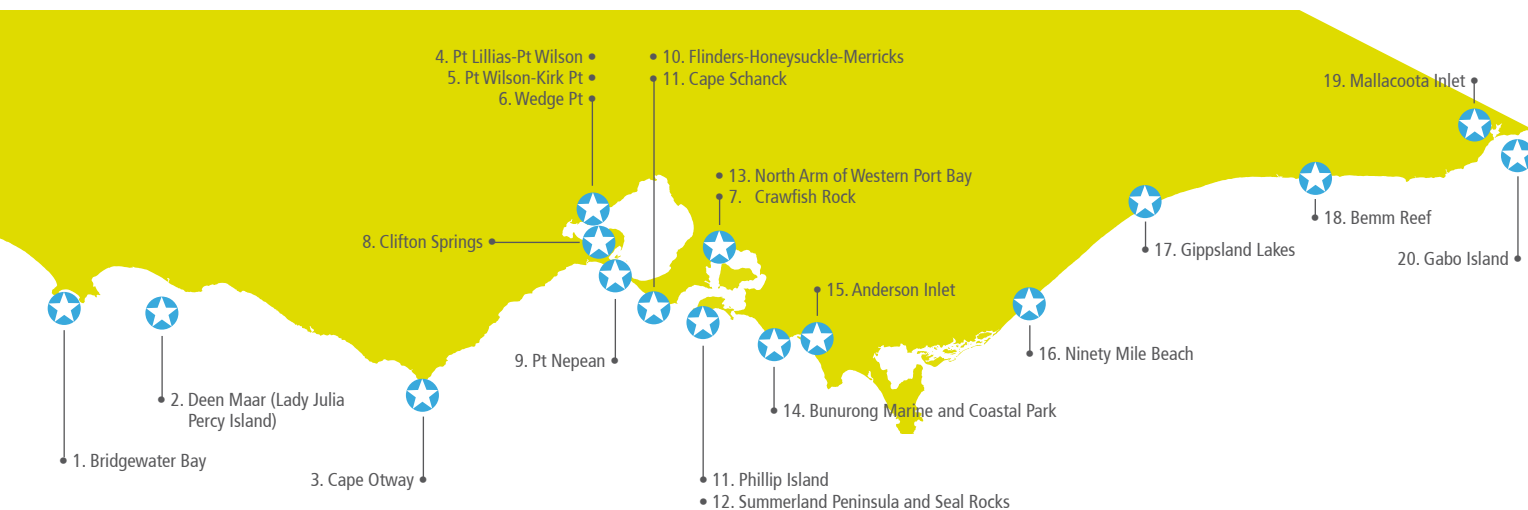 4. Pt Lillias-Pt Wilson
5. Pt Wilson-Kirk Pt
6. Wedge Pt
10. Flinders-Honeysuckle-Merricks
11. Cape Schanck
19. Mallacoota Inlet
13. North Arm of Western Port Bay
7. Crawfish Rock
18. Bemm Reef
8. Clifton Springs
17. Gippsland Lakes
20. Gabo Island
15. Anderson Inlet
9. Pt Nepean
16. Ninety Mile Beach
2. Deen Maar (Lady Julia
Percy Island)
14. Bunurong Marine and Coastal Park
1. Bridgewater Bay
3. Cape Otway
11. Phillip Island
12. Summerland Peninsula and Seal Rocks